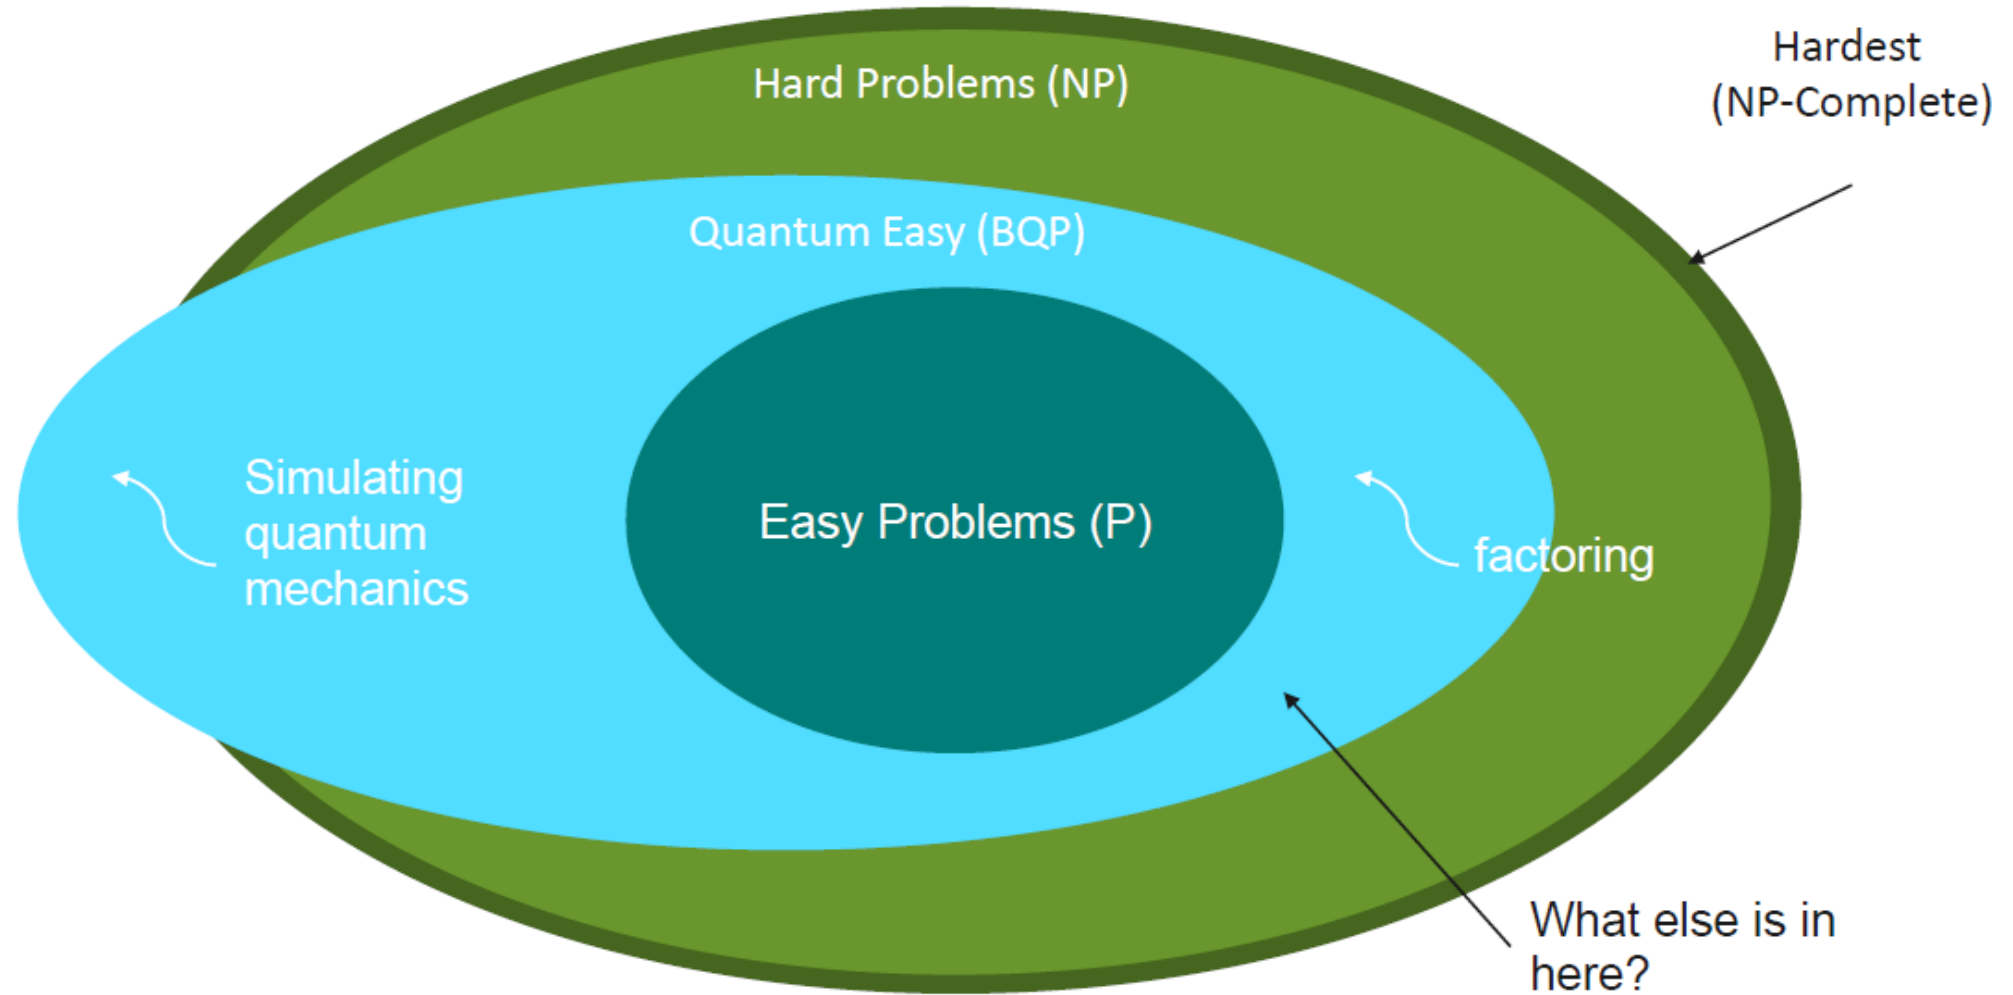 Hard Problems (NP)
Hardest
(NP-Complete)
Quantum Easy (BQP)
Simulating
quantum
mechanics
Easy Problems (P)
factoring
What else is in
here?